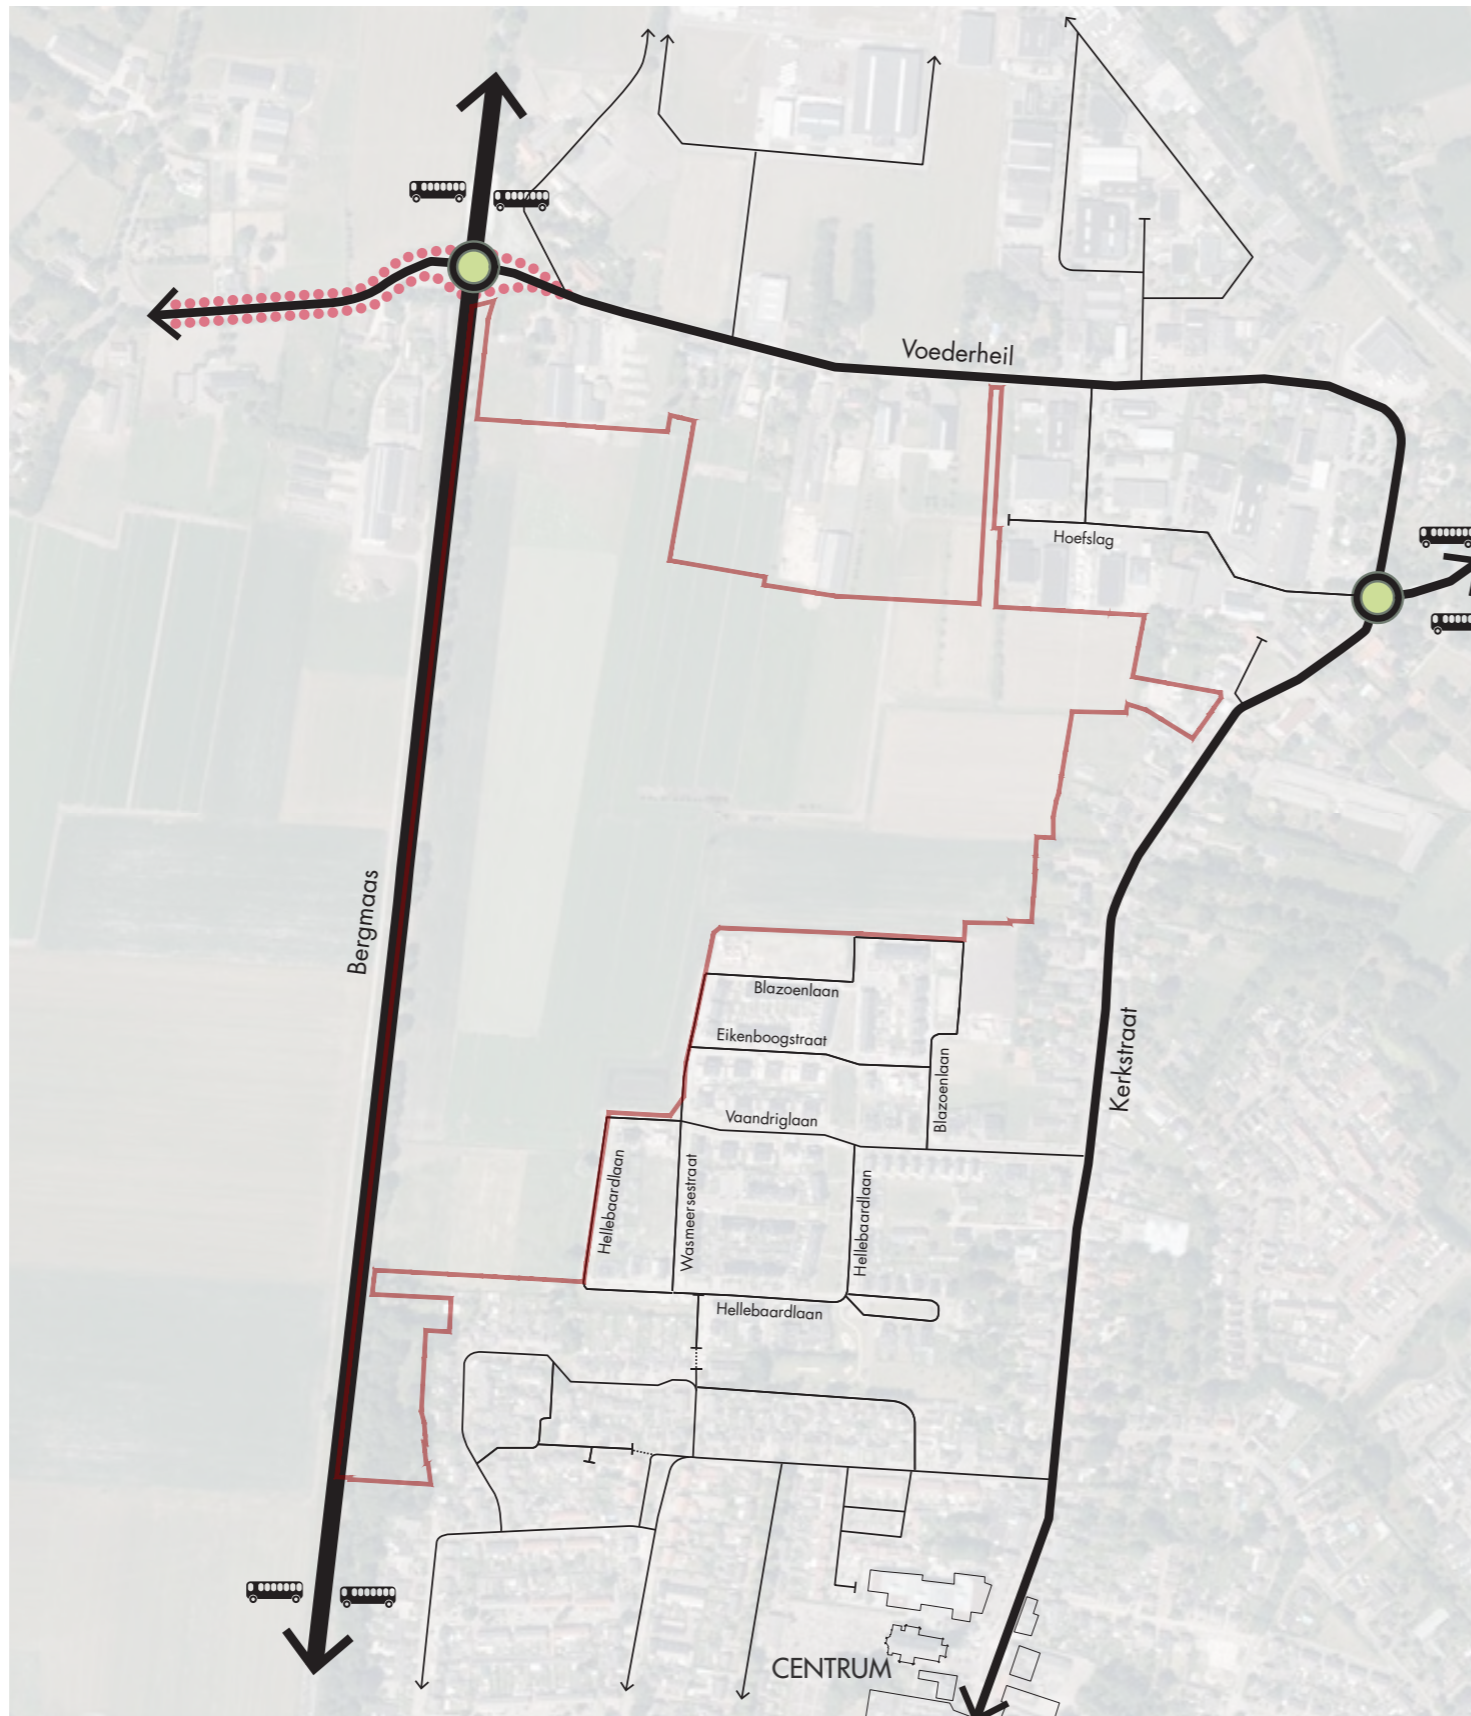 Voederheil
Hoefslag
Bergmaas
Blazoenlaan
Eikenboogstraat
Blazoenlaan
Kerkstraat
Vaandriglaan
Hellebaardlaan
Wasmeersestraat
Hellebaardlaan
Hellebaardlaan
CENTRUM